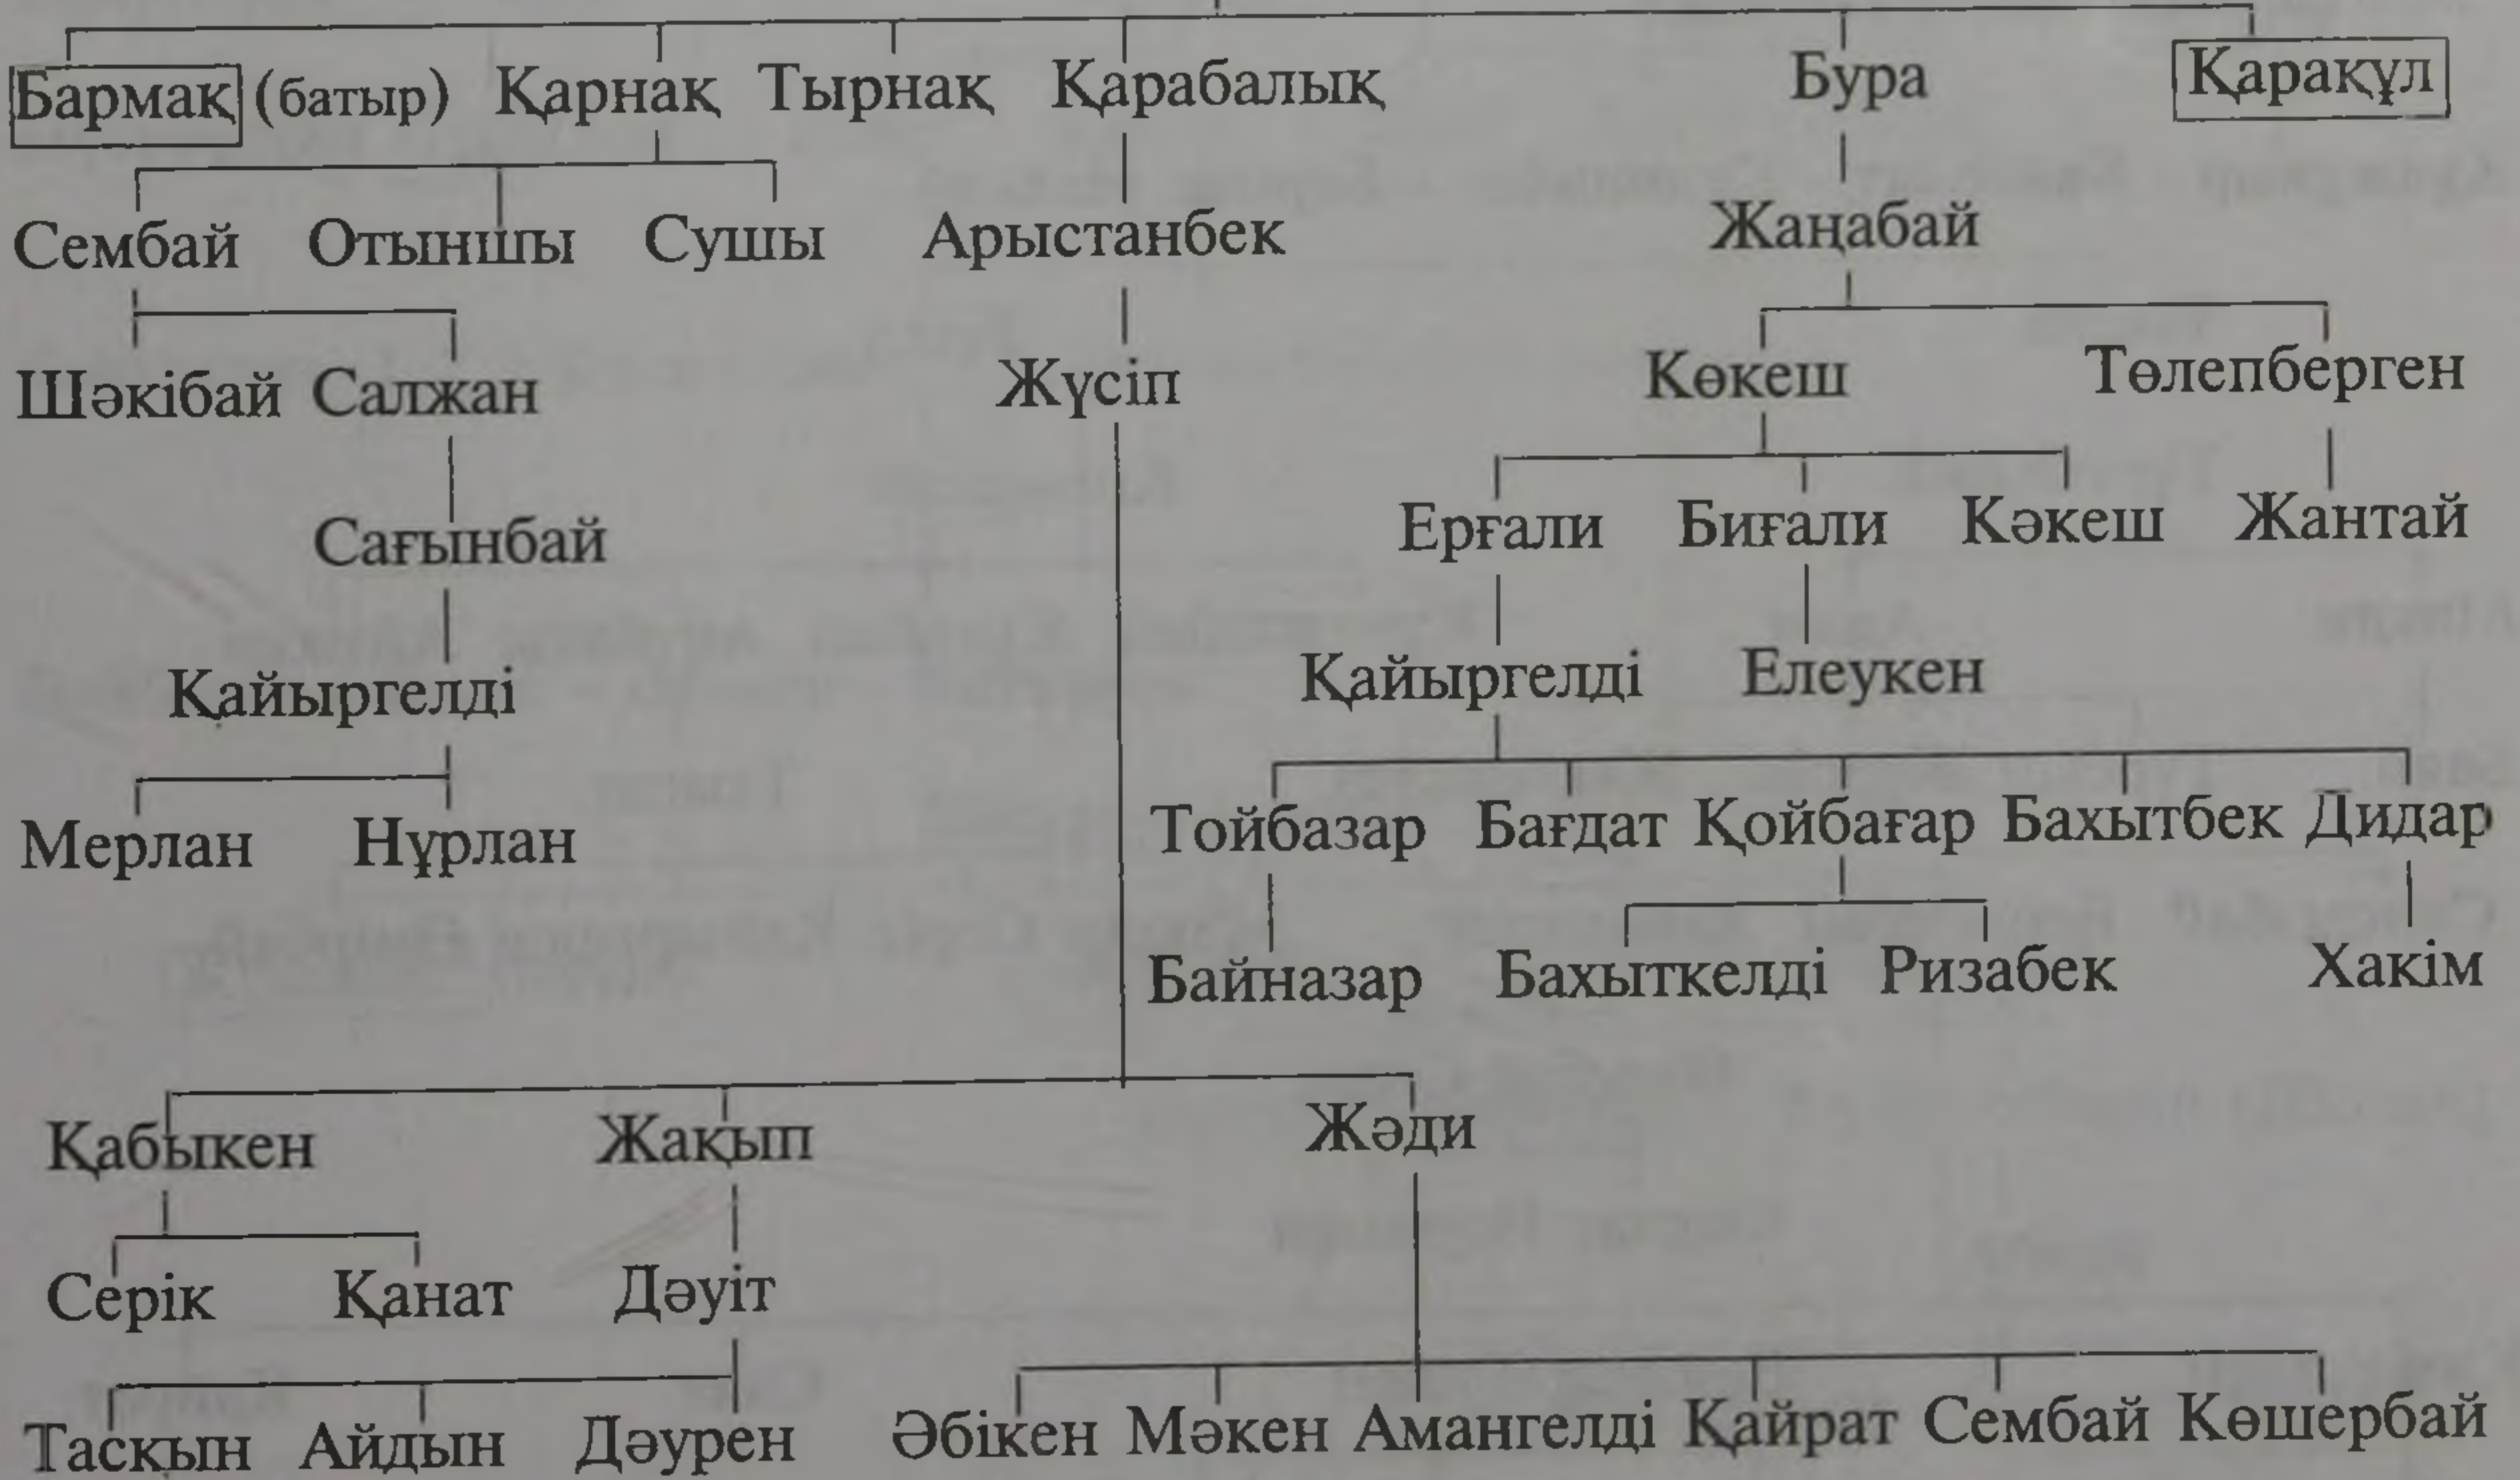 Бармақ (батыр) Қарнақ Тырнақ Қарабалық Бура Қарақұл
Сембай Отыншы Сушы Арыстанбек Жаңабай
Шәкібай Салжан Жүсіп Көкеш Төлепберген
Сағынбай Ерғали Биғали Кәкеш Жантай
Қайыргелді Қайыргелді Елеукен
Мерлан Нұрлан Тойбазар Бағдат Қойбағар Бахытбек Дидар
Байназар Бахыткелді Ризабек Хакім
Қабыкен Жақып Жәди
Серік Қанат Дәуіт
Тасқын Айдын Дәурен Әбікен Мәкен Амангелді Қайрат Сембай Көшербай